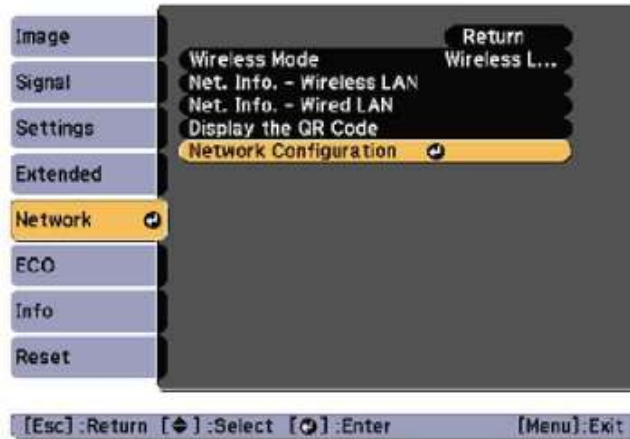 Image
Signal
Settings
Extended
Network
ECO
Info
Reset
Return
Wireless Mode Wireless L...
Net. Info. - Wireless LAN
Net. Info. - Wired LAN
Display the QR Code
Network Configuration
[Esc]:Return [◆]:Select [⏎]:Enter [Menu]:Exit